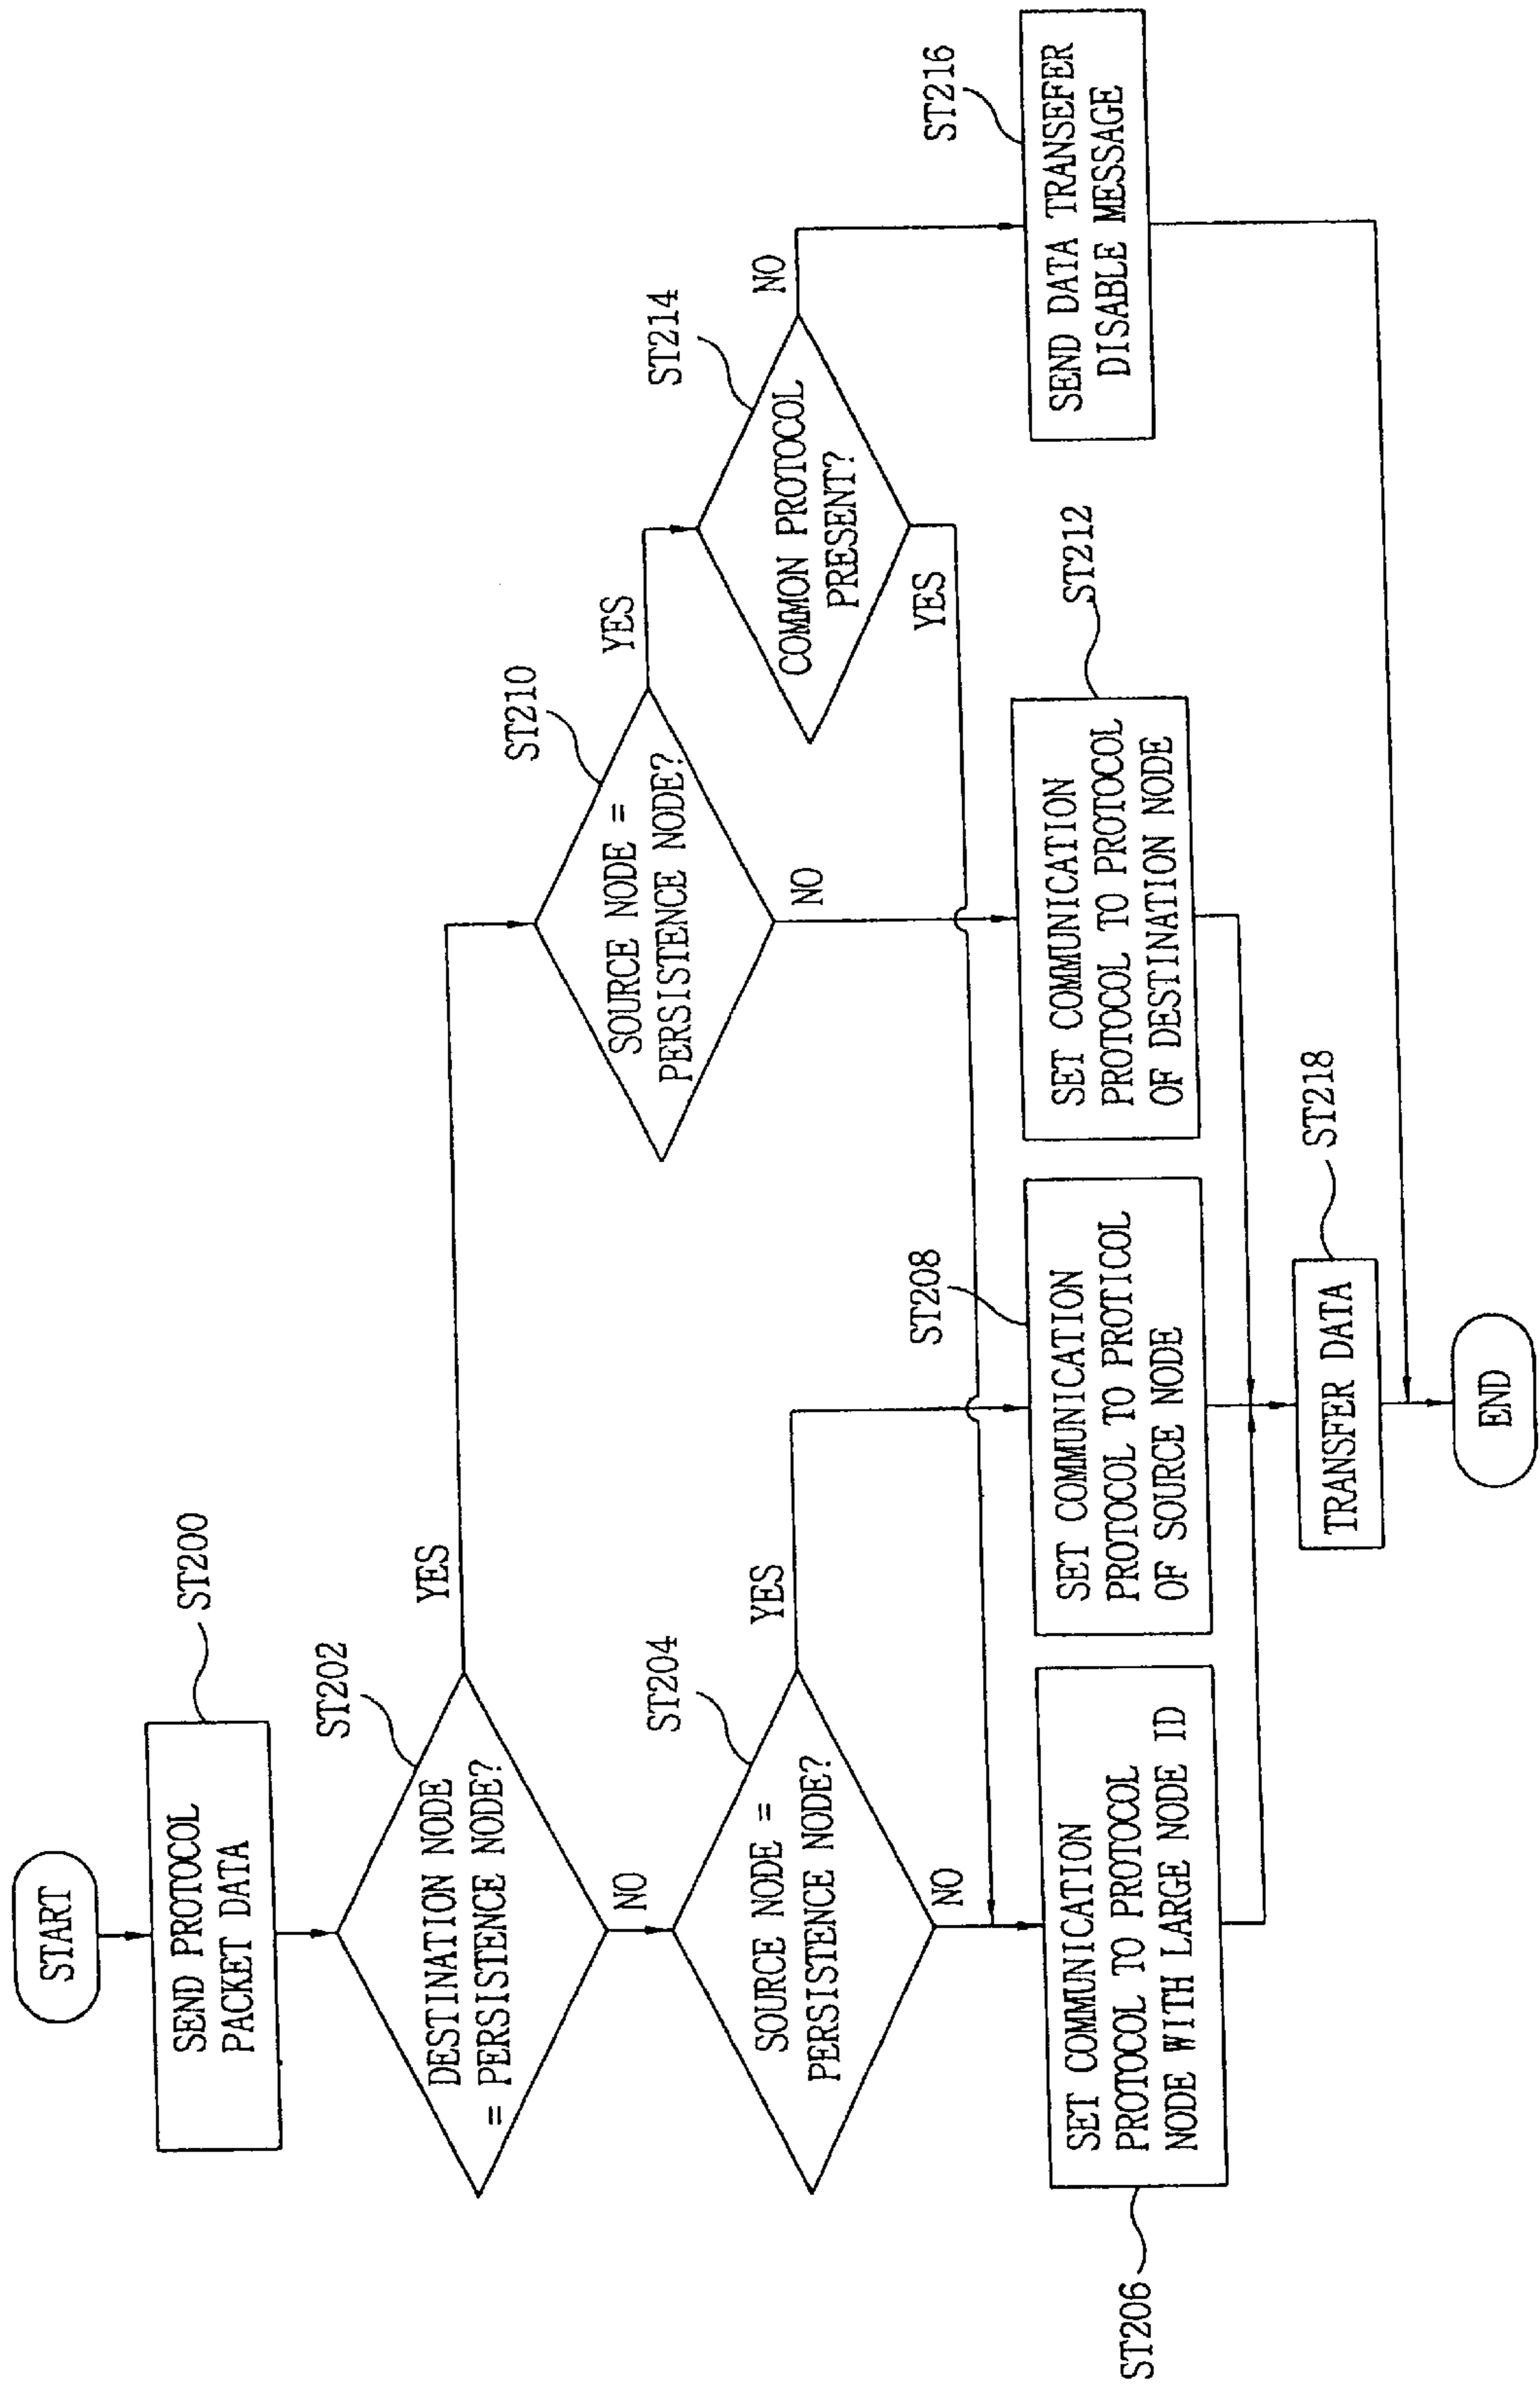 START
SEND PROTOCOL
PACKET DATA
ST200
DESTINATION NODE
= PERSISTENCE NODE?
ST202
YES
NO
SOURCE NODE =
PERSISTENCE NODE?
ST204
YES
NO
SOURCE NODE =
PERSISTENCE NODE?
ST210
YES
NO
COMMON PROTOCOL
PRESENT?
ST214
NO
YES
SET COMMUNICATION
PROTOCOL TO PROTOCOL
NODE WITH LARGE NODE ID
ST206
SET COMMUNICATION
PROTOCOL TO PROTICOL
OF SOURCE NODE
ST208
SET COMMUNICATION
PROTOCOL TO PROTOCOL
OF DESTINATION NODE
ST212
SEND DATA TRANSEFER
DISABLE MESSAGE
ST216
TRANSFER DATA
ST218
END